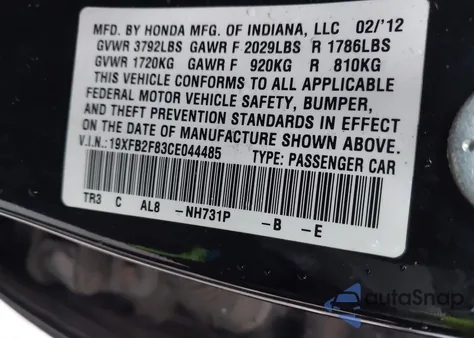 MFD. BY HONDA MFG. OF INDIANA, LLC 02/'12
GVWR 3792LBS GAWR F 2029LBS R 1786LBS
GVWR 1720KG GAWR F 920KG R 810KG
THIS VEHICLE CONFORMS TO ALL APPLICABLE
FEDERAL MOTOR VEHICLE SAFETY, BUMPER,
AND THEFT PREVENTION STANDARDS IN EFFECT
ON THE DATE OF MANUFACTURE SHOWN ABOVE.
V.I.N.: 19XFB2F83CE044485 TYPE: PASSENGER CAR
TR3 C AL8 -NH731P -B -E
autoSnap